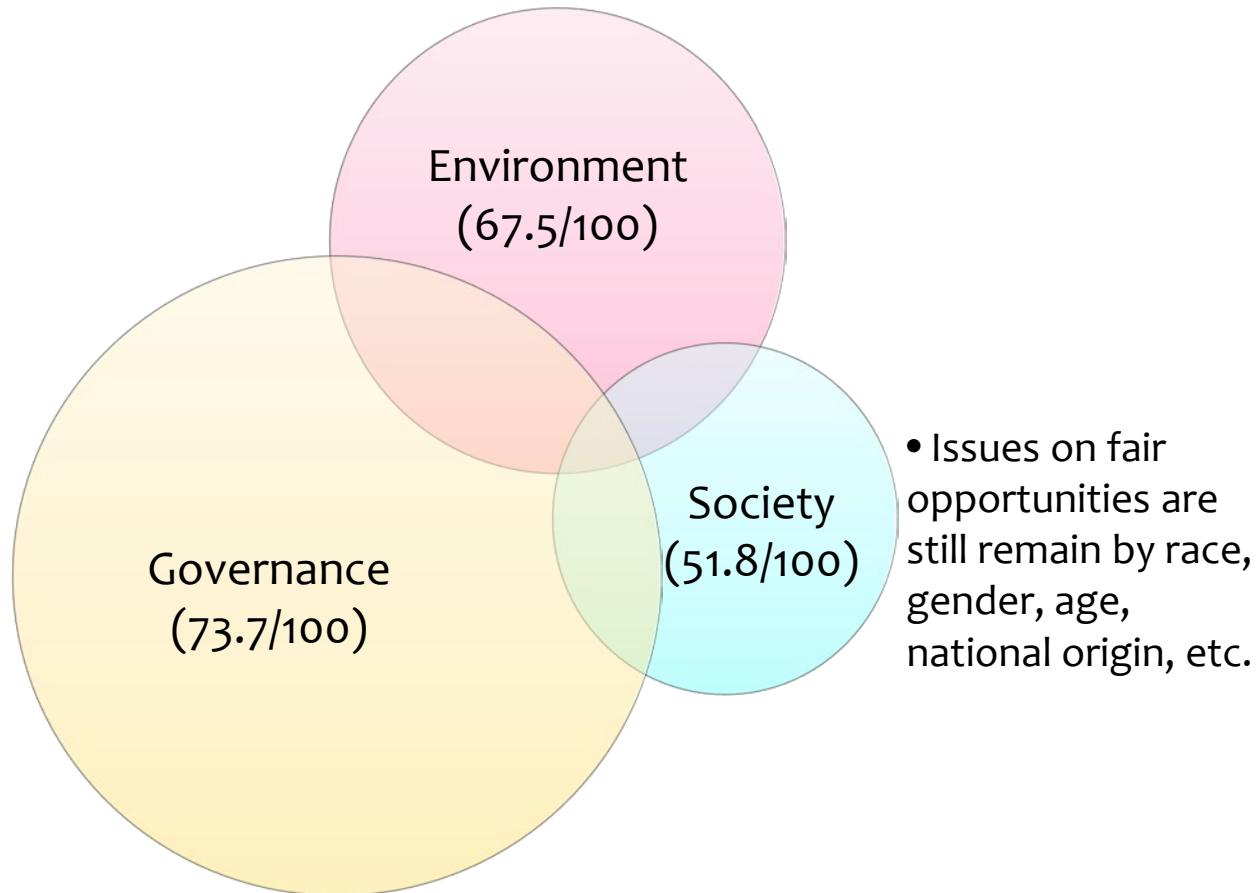 Environment
(67.5/100)
Governance
(73.7/100)
Society
(51.8/100)
• Issues on fair
opportunities are
still remain by race,
gender, age,
national origin, etc.